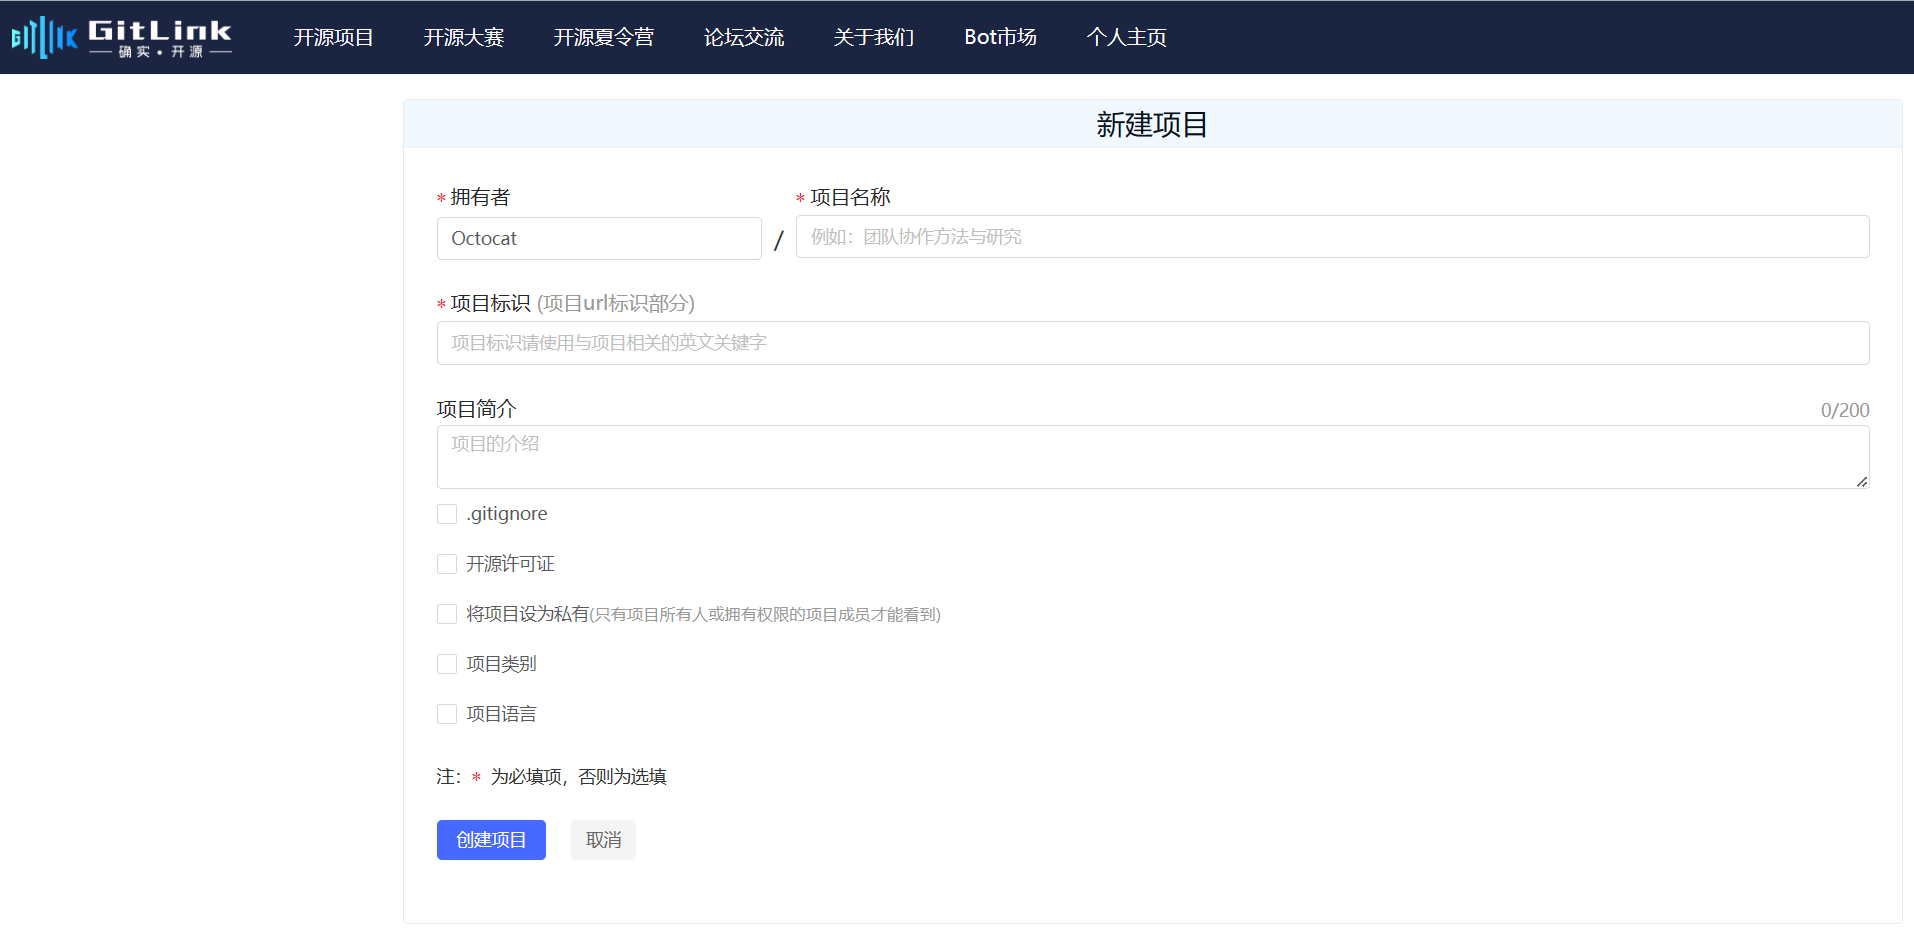 GitLink
确实·开源
开源项目 开源大赛 开源夏令营 论坛交流 关于我们 Bot市场 个人主页
新建项目
* 拥有者 * 项目名称
Octocat / 例如：团队协作方法与研究
* 项目标识 (项目url标识部分)
项目标识请使用与项目相关的英文关键字
项目简介 0/200
项目的介绍
.gitignore
开源许可证
将项目设为私有(只有项目所有人或拥有权限的项目成员才能看到)
项目类别
项目语言
注：* 为必填项，否则为选填
创建项目 取消